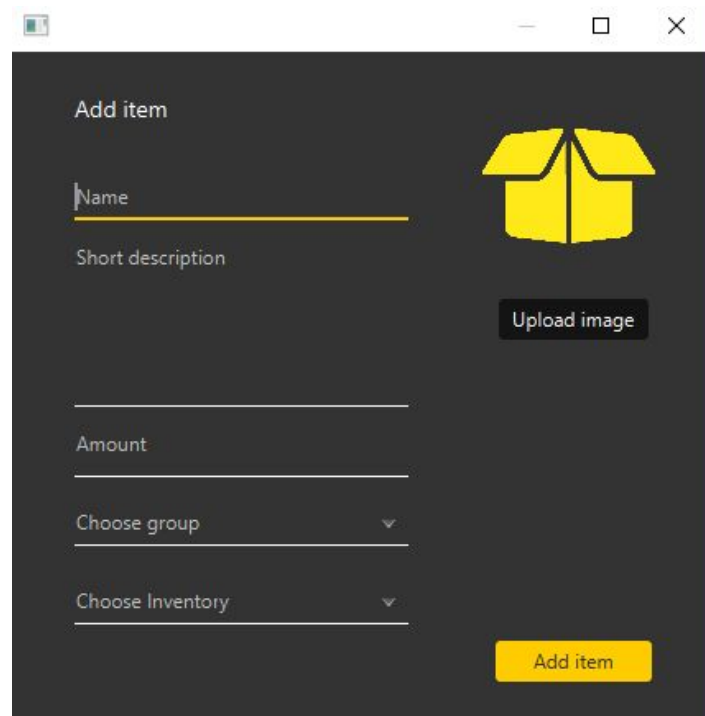 Add item
Name
Short description
Upload image
Amount
Choose group
Choose Inventory
Add item